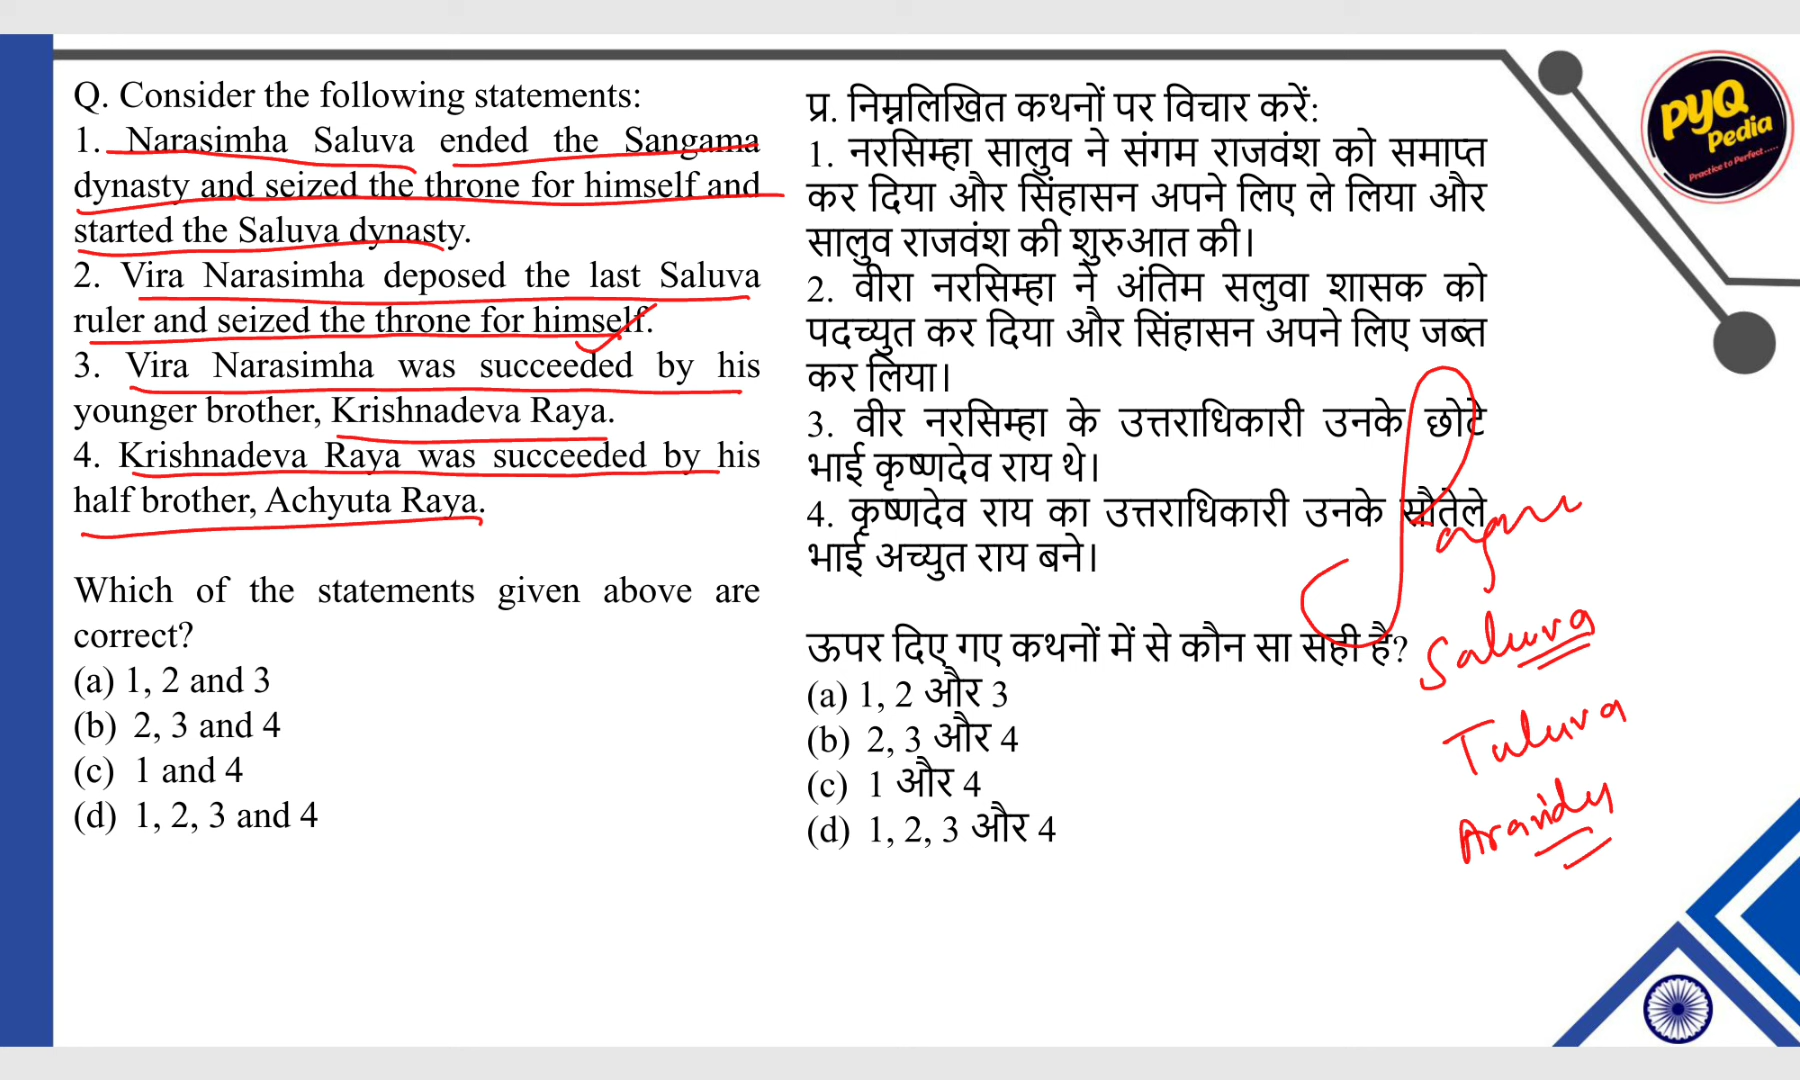 Q. Consider the following statements:
1. Narasimha Saluva ended the Sangama
dynasty and seized the throne for himself and
started the Saluva dynasty.
2. Vira Narasimha deposed the last Saluva
ruler and seized the throne for himself.
3. Vira Narasimha was succeeded by his
younger brother, Krishnadeva Raya.
4. Krishnadeva Raya was succeeded by his
half brother, Achyuta Raya.
Which of the statements given above are
correct?
(a) 1, 2 and 3
(b) 2, 3 and 4
(c) 1 and 4
(d) 1, 2, 3 and 4
प्र. निम्नलिखित कथनों पर विचार करें:
1. नरसिम्हा सालुव ने संगम राजवंश को समाप्त
कर दिया और सिंहासन अपने लिए ले लिया और
सालुव राजवंश की शुरुआत की।
2. वीरा नरसिम्हा ने अंतिम सलुवा शासक को
पदच्युत कर दिया और सिंहासन अपने लिए जब्त
कर लिया।
3. वीर नरसिम्हा के उत्तराधिकारी उनके छोटे
भाई कृष्णदेव राय थे।
4. कृष्णदेव राय का उत्तराधिकारी उनके सौतेले
भाई अच्युत राय बने।
ऊपर दिए गए कथनों में से कौन सा सही है?
(a) 1, 2 और 3
(b) 2, 3 और 4
(c) 1 और 4
(d) 1, 2, 3 और 4
PYQ
Pedia
Practice to Perfect.....
Saluva
Tuluva
Aravidu